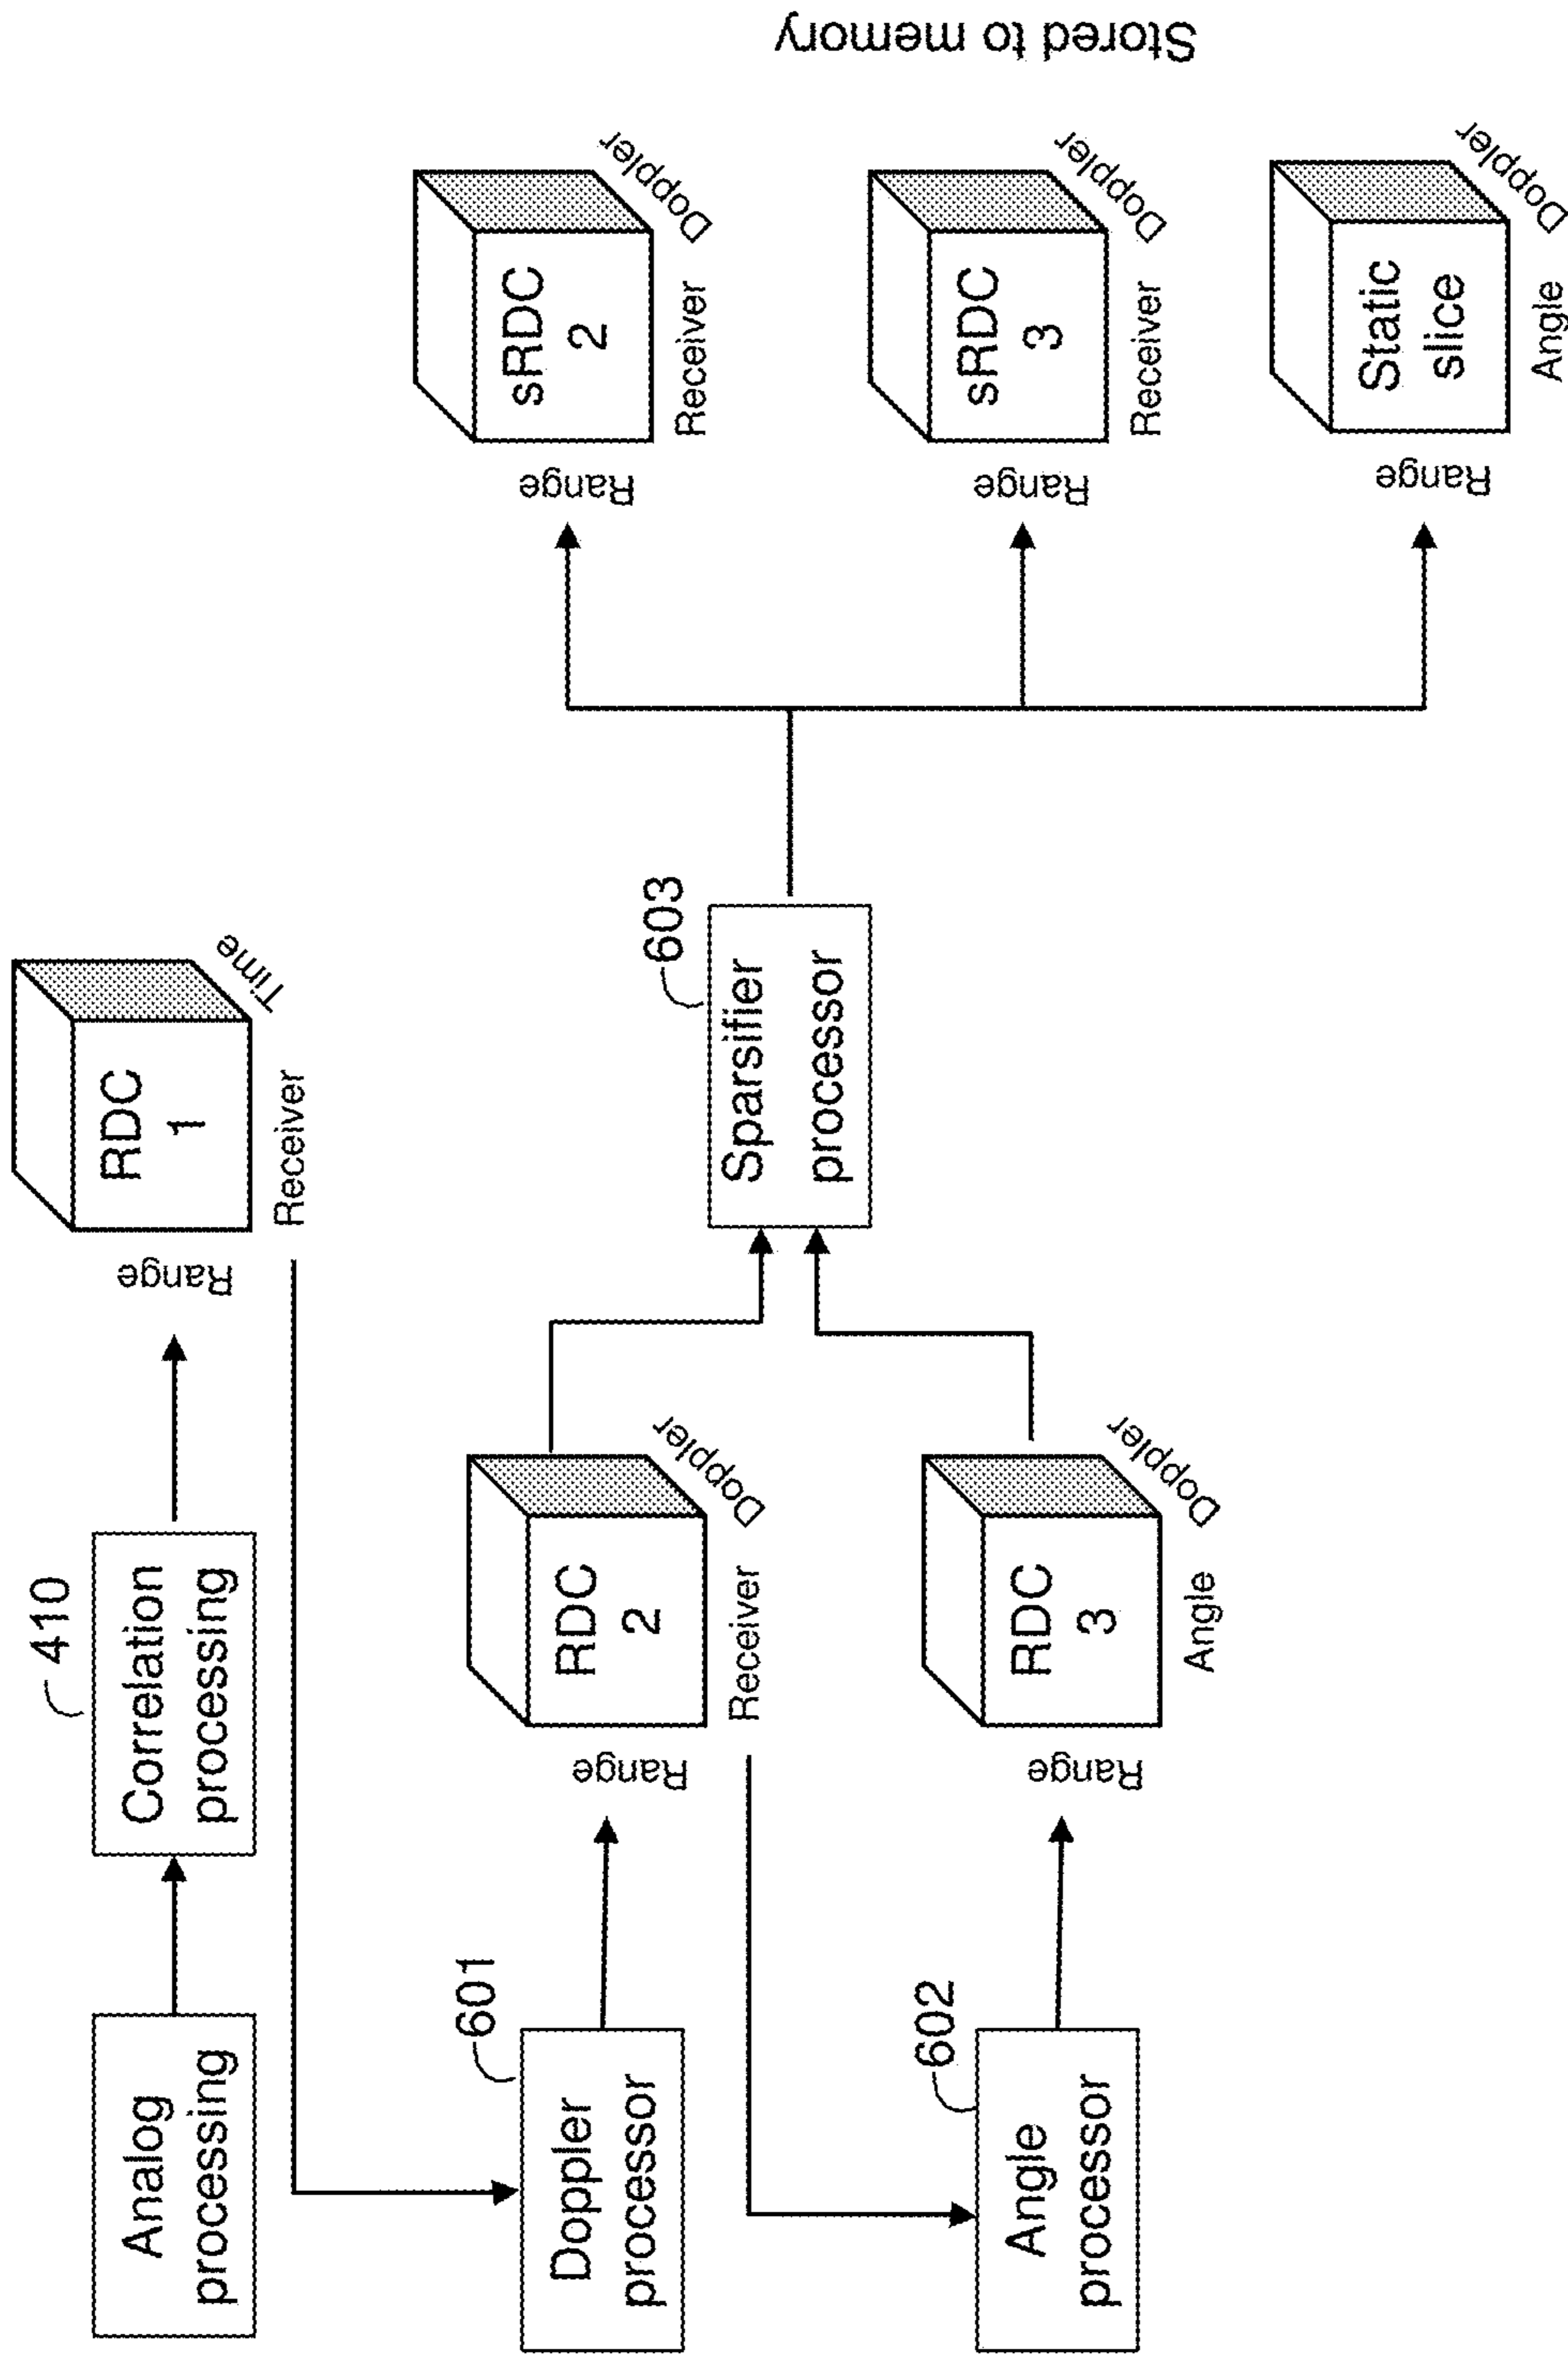 Analog
processing
410
Correlation
processing
Range
RDC
1
Time
Receiver
601
Doppler
processor
Range
RDC
2
Doppler
Receiver
602
Angle
processor
Range
RDC
3
Doppler
Angle
603
Sparsifier
processor
Range
sRDC
2
Doppler
Receiver
Range
sRDC
3
Doppler
Receiver
Range
Static
slice
Doppler
Angle
Stored to memory